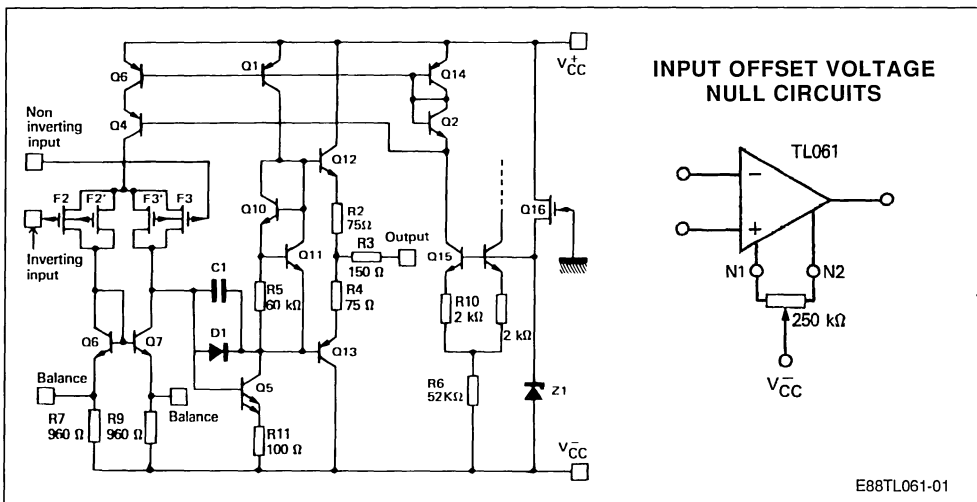 Q6
Q1
Q14
V+CC
Q4
Q2
Non
inverting
input
Q12
F2
F2'
F3'
F3
Q10
R2
75Ω
Q16
Inverting
input
Q11
R3
Output
150 Ω
Q15
C1
R5
60 kΩ
R4
75 Ω
R10
2 kΩ
2 kΩ
Q6
Q7
D1
Q13
Balance
Q5
R6
52KΩ
Z1
R7
960 Ω
R9
960 Ω
Balance
R11
100 Ω
V-CC
INPUT OFFSET VOLTAGE
NULL CIRCUITS
TL061
−
+
N1
N2
250 kΩ
V-CC
E88TL061-01